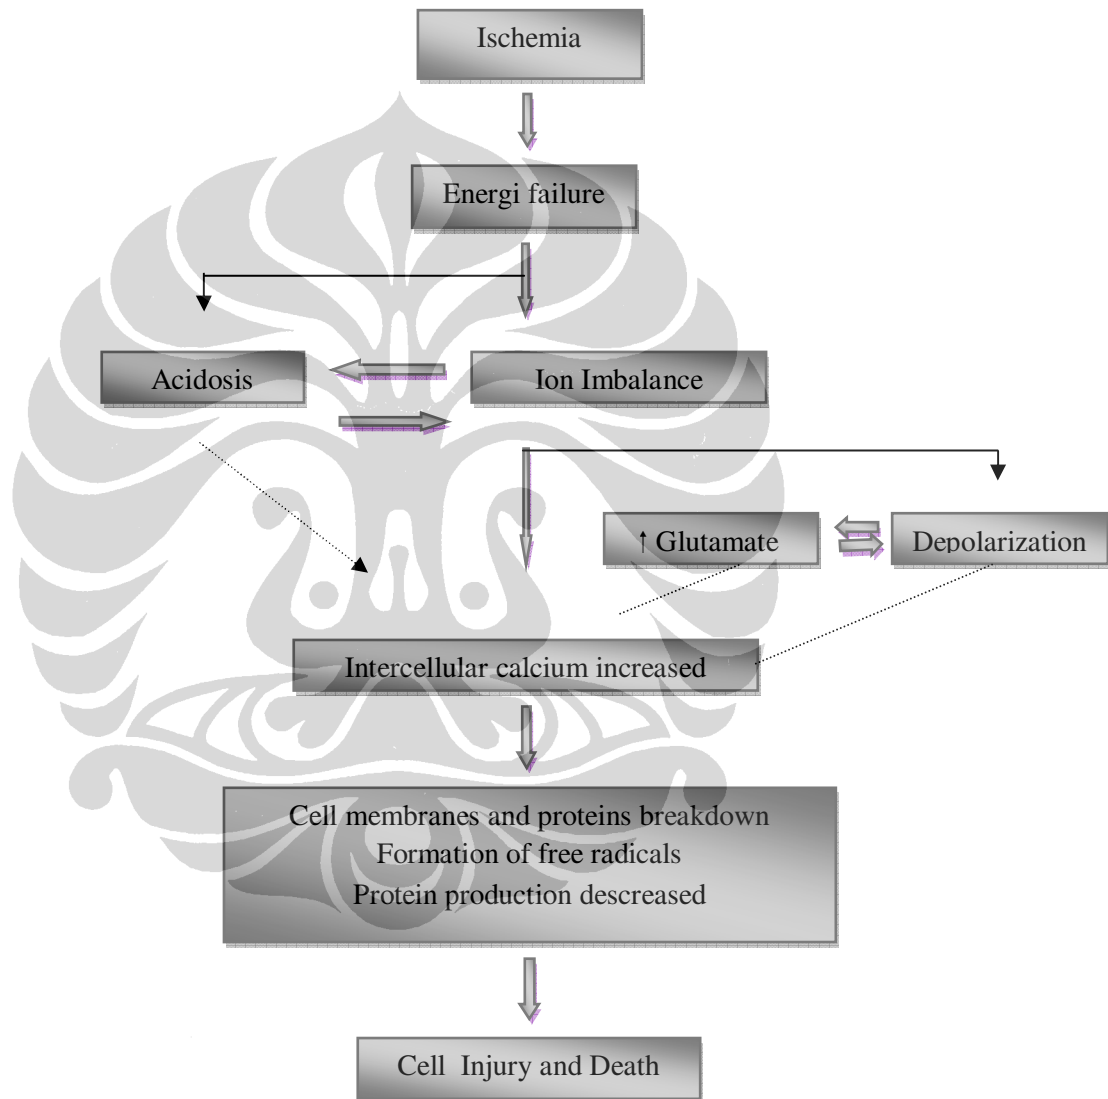 Ischemia
Energi failure
Acidosis
Ion Imbalance
↑ Glutamate
Depolarization
Intercellular calcium increased
Cell membranes and proteins breakdown
Formation of free radicals
Protein production descreased
Cell Injury and Death